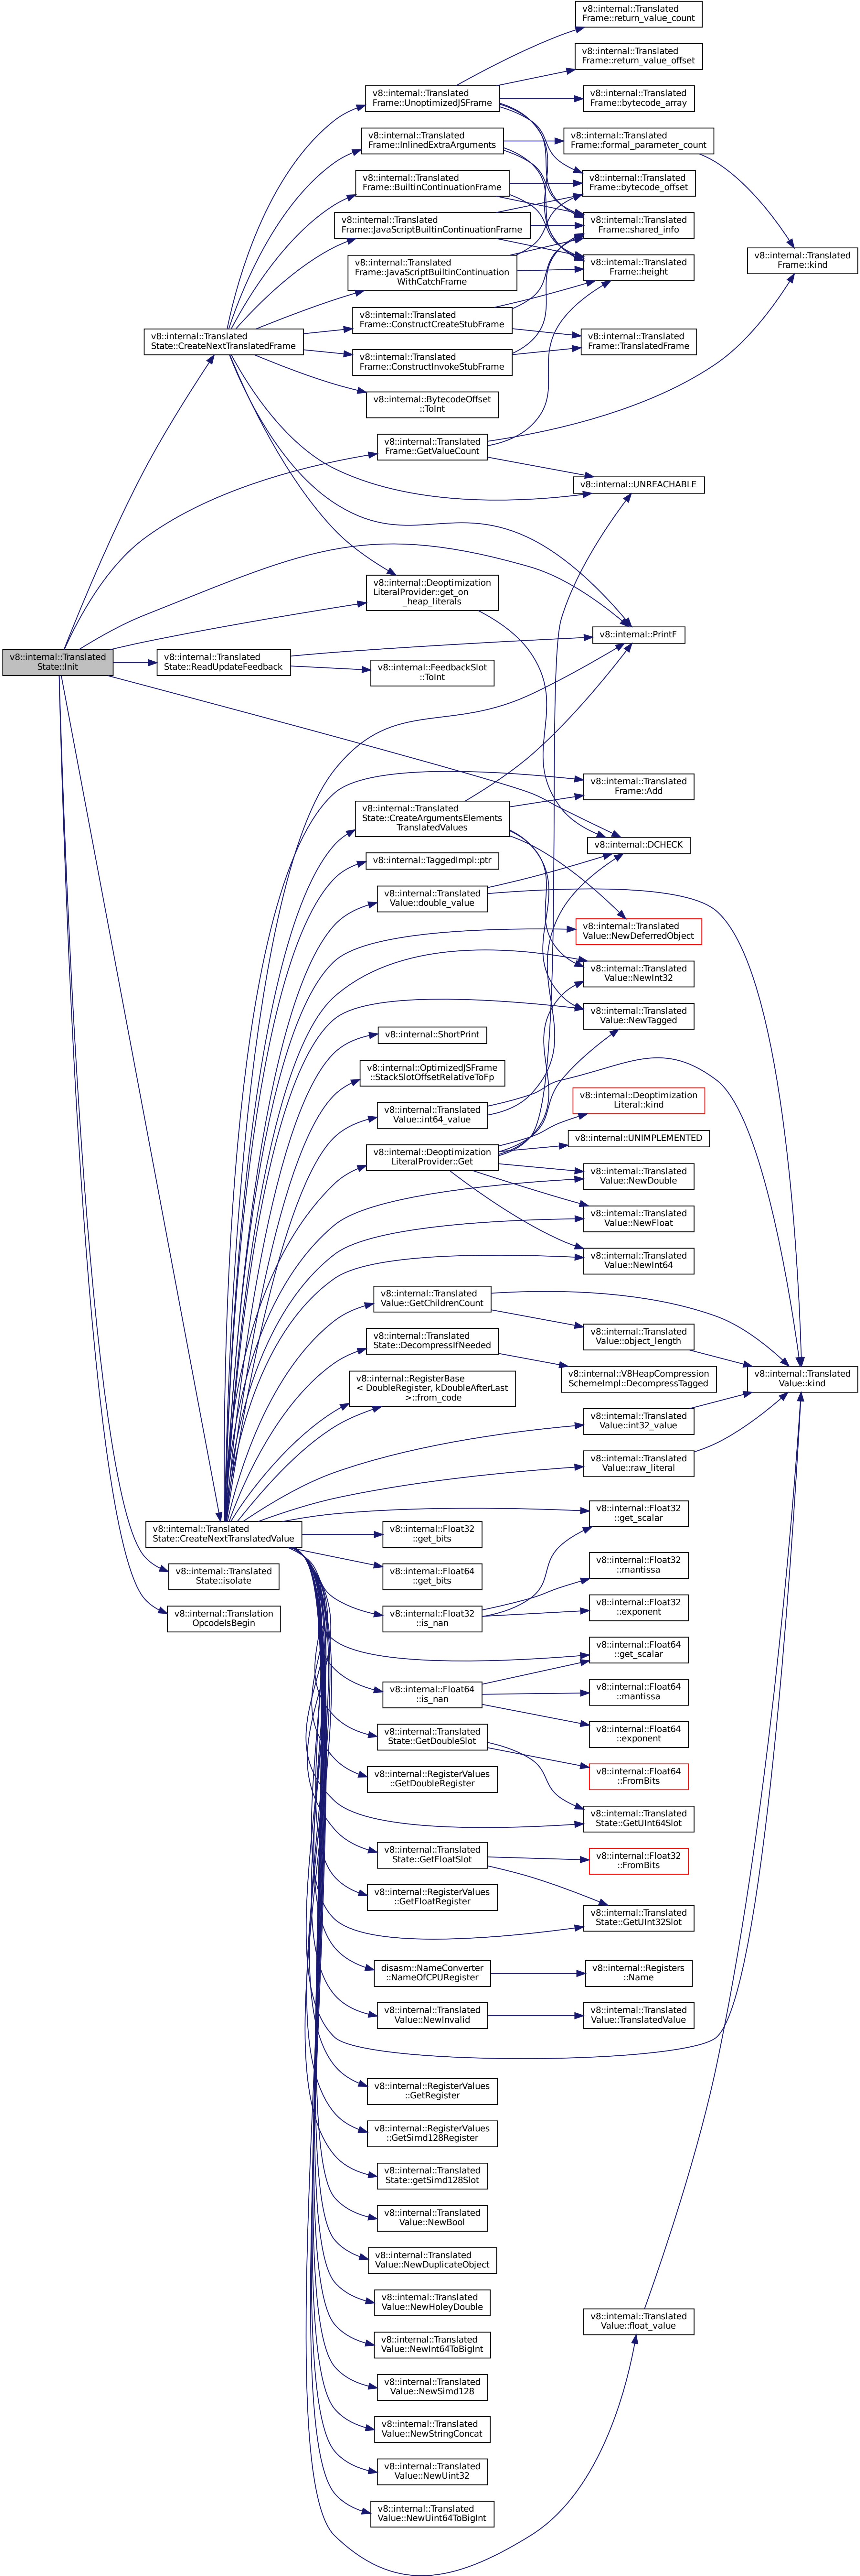 v8::internal::Translated
Frame::return_value_count
v8::internal::Translated
Frame::return_value_offset
v8::internal::Translated
Frame::UnoptimizedJSFrame
v8::internal::Translated
Frame::bytecode_array
v8::internal::Translated
Frame::InlinedExtraArguments
v8::internal::Translated
Frame::formal_parameter_count
v8::internal::Translated
Frame::BuiltinContinuationFrame
v8::internal::Translated
Frame::bytecode_offset
v8::internal::Translated
Frame::JavaScriptBuiltinContinuationFrame
v8::internal::Translated
Frame::shared_info
v8::internal::Translated
Frame::kind
v8::internal::Translated
Frame::JavaScriptBuiltinContinuation
WithCatchFrame
v8::internal::Translated
Frame::height
v8::internal::Translated
Frame::ConstructCreateStubFrame
v8::internal::Translated
State::CreateNextTranslatedFrame
v8::internal::Translated
Frame::TranslatedFrame
v8::internal::Translated
Frame::ConstructInvokeStubFrame
v8::internal::BytecodeOffset
::ToInt
v8::internal::Translated
Frame::GetValueCount
v8::internal::UNREACHABLE
v8::internal::Deoptimization
LiteralProvider::get_on
_heap_literals
v8::internal::PrintF
v8::internal::Translated
State::Init
v8::internal::Translated
State::ReadUpdateFeedback
v8::internal::FeedbackSlot
::ToInt
v8::internal::Translated
Frame::Add
v8::internal::Translated
State::CreateArgumentsElements
TranslatedValues
v8::internal::DCHECK
v8::internal::TaggedImpl::ptr
v8::internal::Translated
Value::double_value
v8::internal::Translated
Value::NewDeferredObject
v8::internal::Translated
Value::NewInt32
v8::internal::Translated
Value::NewTagged
v8::internal::ShortPrint
v8::internal::OptimizedJSFrame
::StackSlotOffsetRelativeToFp
v8::internal::Deoptimization
Literal::kind
v8::internal::Translated
Value::int64_value
v8::internal::UNIMPLEMENTED
v8::internal::Deoptimization
LiteralProvider::Get
v8::internal::Translated
Value::NewDouble
v8::internal::Translated
Value::NewFloat
v8::internal::Translated
Value::NewInt64
v8::internal::Translated
Value::GetChildrenCount
v8::internal::Translated
Value::object_length
v8::internal::Translated
State::DecompressIfNeeded
v8::internal::V8HeapCompression
SchemeImpl::DecompressTagged
v8::internal::Translated
Value::kind
v8::internal::RegisterBase
< DoubleRegister, kDoubleAfterLast
>::from_code
v8::internal::Translated
Value::int32_value
v8::internal::Translated
Value::raw_literal
v8::internal::Translated
State::CreateNextTranslatedValue
v8::internal::Float32
::get_bits
v8::internal::Float32
::get_scalar
v8::internal::Translated
State::isolate
v8::internal::Float64
::get_bits
v8::internal::Float32
::mantissa
v8::internal::Translation
OpcodeIsBegin
v8::internal::Float32
::is_nan
v8::internal::Float32
::exponent
v8::internal::Float64
::get_scalar
v8::internal::Float64
::is_nan
v8::internal::Float64
::mantissa
v8::internal::Float64
::exponent
v8::internal::Translated
State::GetDoubleSlot
v8::internal::Float64
::FromBits
v8::internal::RegisterValues
::GetDoubleRegister
v8::internal::Translated
State::GetUInt64Slot
v8::internal::Translated
State::GetFloatSlot
v8::internal::Float32
::FromBits
v8::internal::RegisterValues
::GetFloatRegister
v8::internal::Translated
State::GetUInt32Slot
disasm::NameConverter
::NameOfCPURegister
v8::internal::Registers
::Name
v8::internal::Translated
Value::NewInvalid
v8::internal::Translated
Value::TranslatedValue
v8::internal::RegisterValues
::GetRegister
v8::internal::RegisterValues
::GetSimd128Register
v8::internal::Translated
State::getSimd128Slot
v8::internal::Translated
Value::NewBool
v8::internal::Translated
Value::NewDuplicateObject
v8::internal::Translated
Value::NewHoleyDouble
v8::internal::Translated
Value::float_value
v8::internal::Translated
Value::NewInt64ToBigInt
v8::internal::Translated
Value::NewSimd128
v8::internal::Translated
Value::NewStringConcat
v8::internal::Translated
Value::NewUint32
v8::internal::Translated
Value::NewUint64ToBigInt